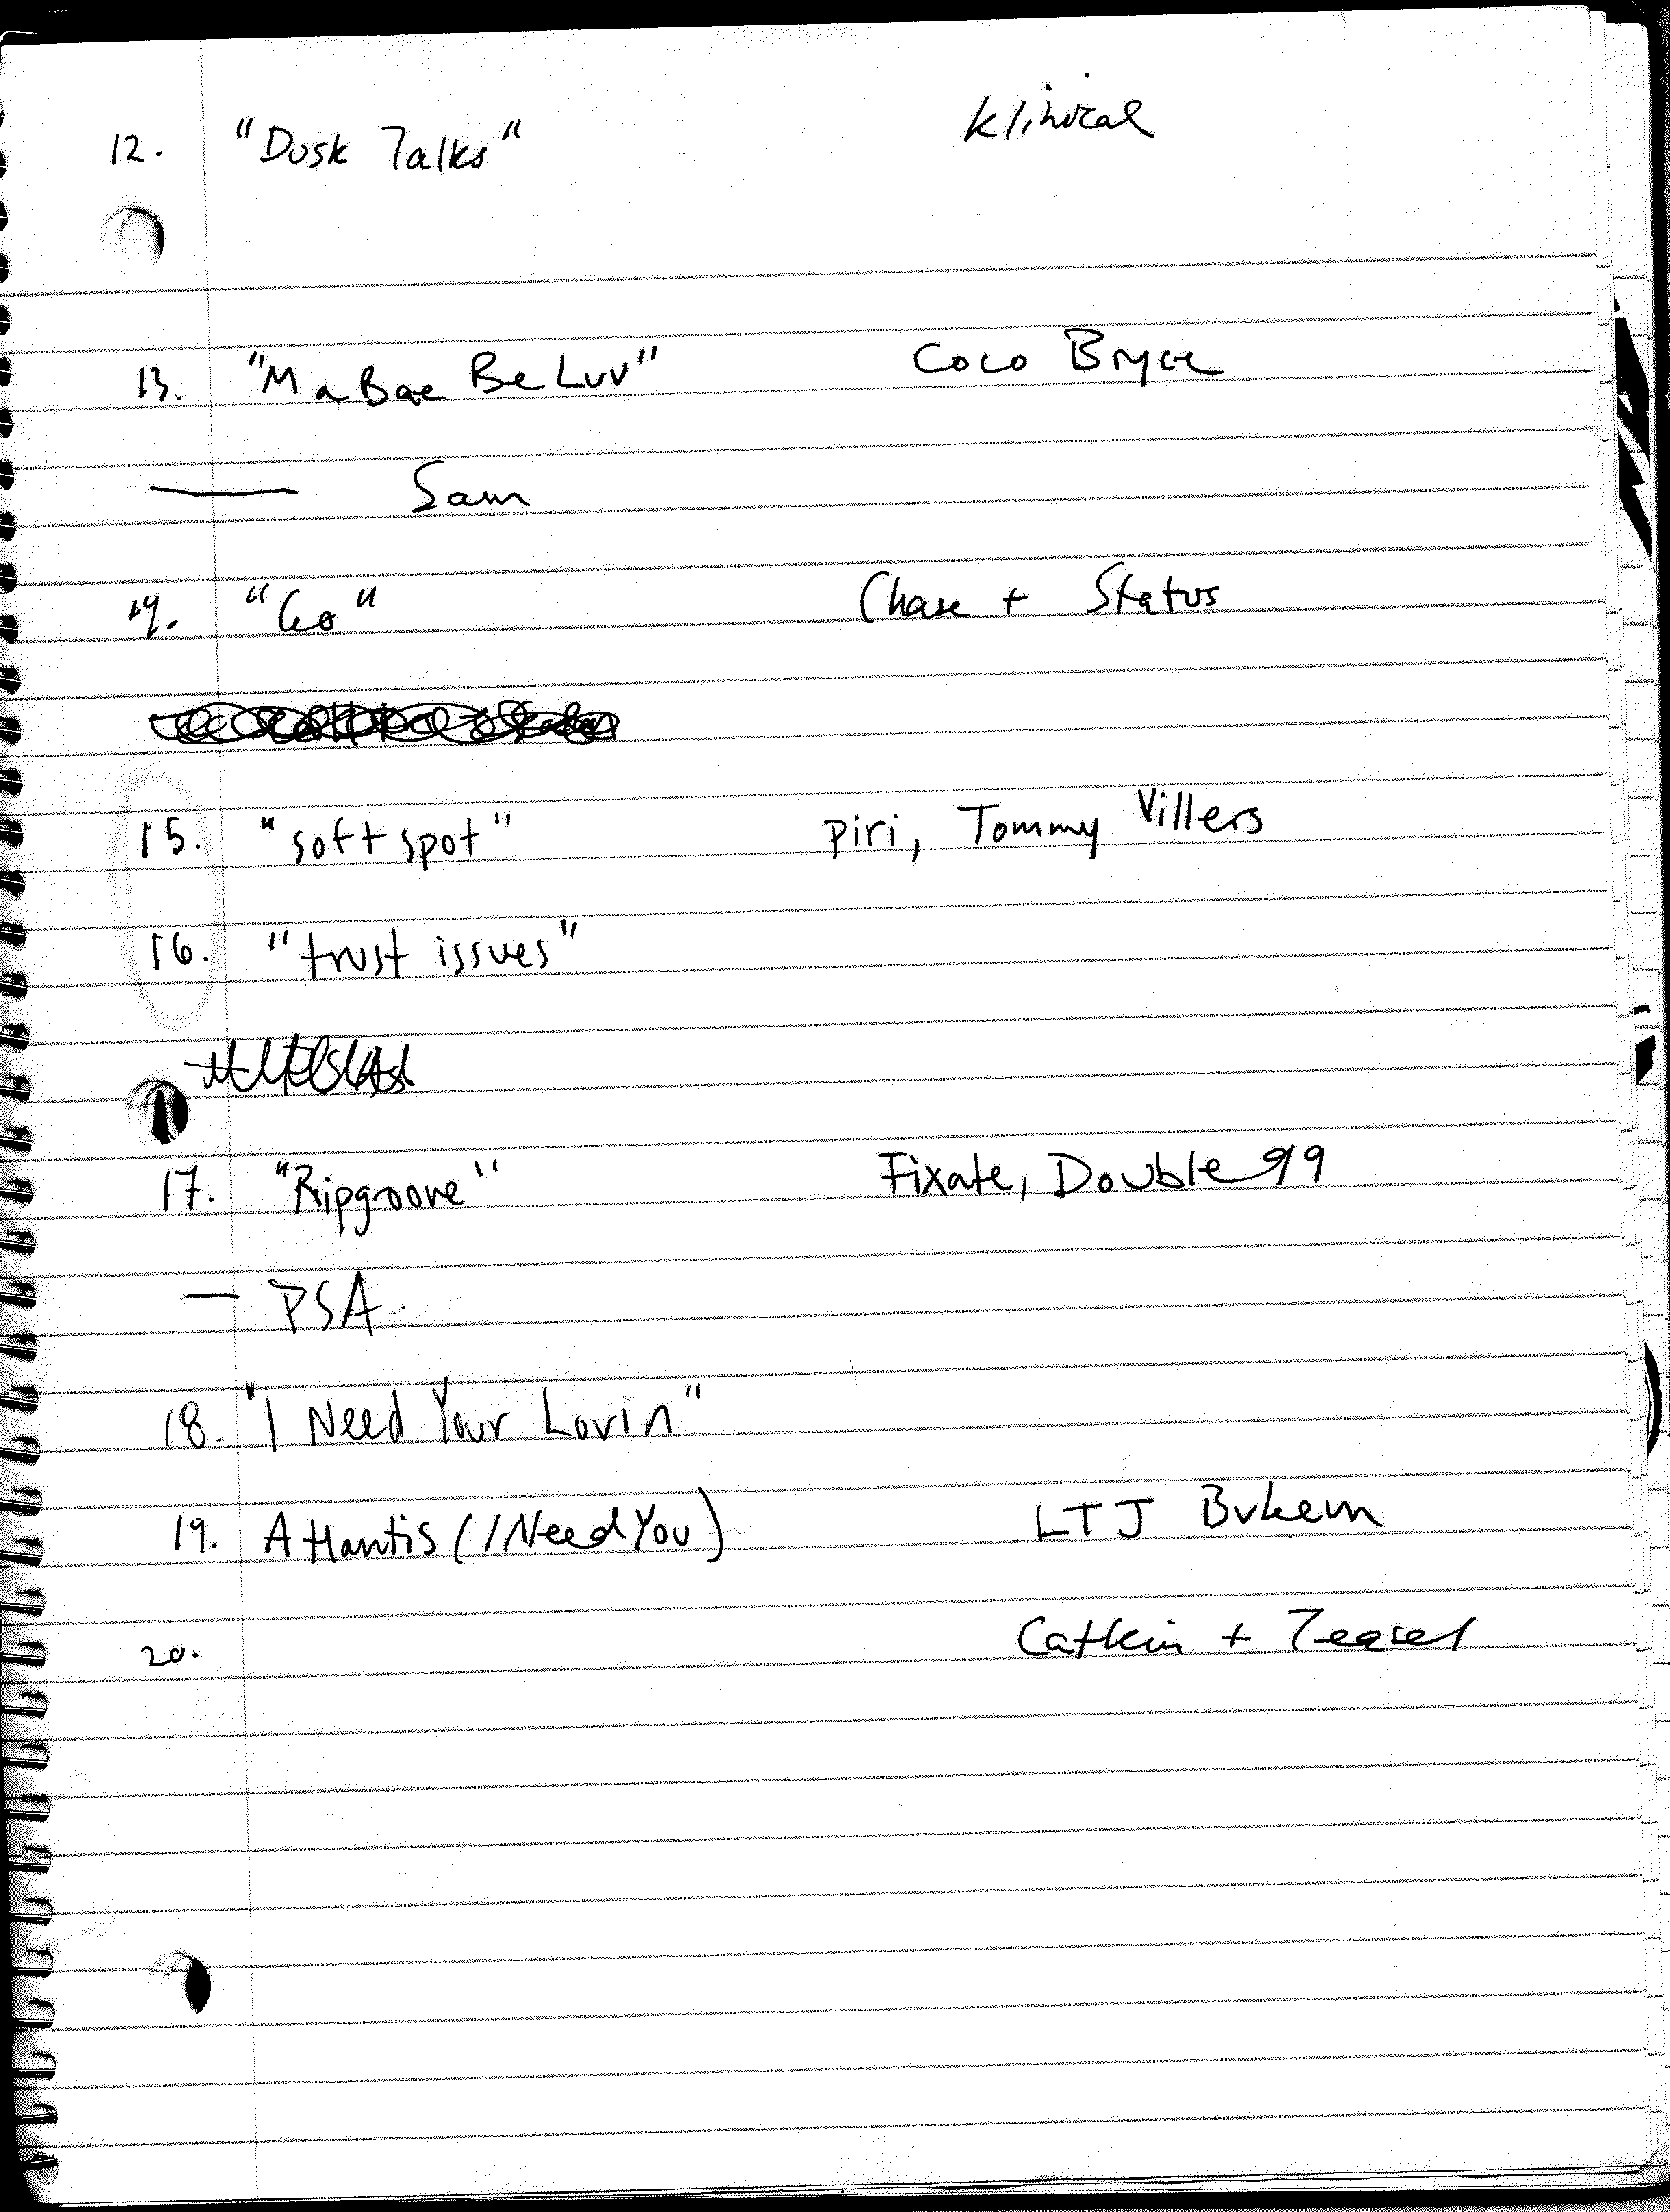 12. "Dusk Talks" Klinical
13. "Ma Bae Be Luv" Coco Bryce
— Sam
14. "Go" Chase + Status
15. "soft spot" piri, Tommy Villers
16. "trust issues"
17. "Ripgroove" Fixate, Double 99
— PSA
18. "I Need Your Lovin"
19. Atlantis (I Need You) LTJ Bukem
20. Catkin + Teasel